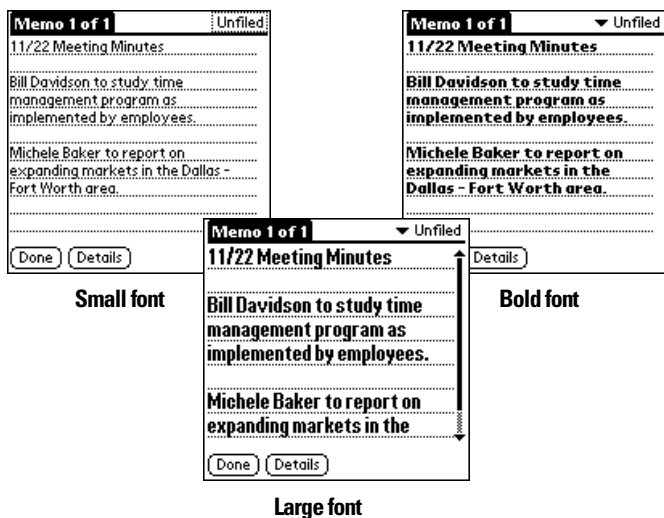 Memo 1 of 1 Unfiled
11/22 Meeting Minutes
Bill Davidson to study time
management program as
implemented by employees.
Michele Baker to report on
expanding markets in the Dallas -
Fort Worth area.
Done Details
Small font
Memo 1 of 1 Unfiled
11/22 Meeting Minutes
Bill Davidson to study time
management program as
implemented by employees.
Michele Baker to report on
expanding markets in the
Dallas - Fort Worth area.
Details
Bold font
Memo 1 of 1 Unfiled
11/22 Meeting Minutes
Bill Davidson to study time
management program as
implemented by employees.
Michele Baker to report on
expanding markets in the
Done Details
Large font